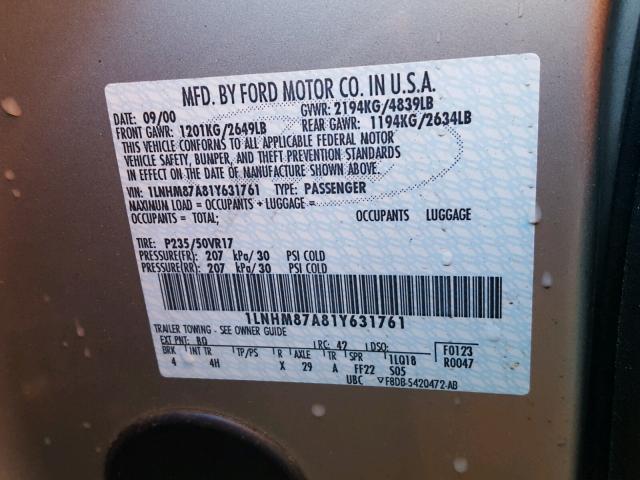 MFD. BY FORD MOTOR CO. IN U.S.A.
DATE: 09/00 GVWR: 2194KG/4839LB
FRONT GAWR: 1201KG/2649LB REAR GAWR: 1194KG/2634LB
THIS VEHICLE CONFORMS TO ALL APPLICABLE FEDERAL MOTOR
VEHICLE SAFETY, BUMPER, AND THEFT PREVENTION STANDARDS
IN EFFECT ON THE DATE OF MANUFACTURE SHOWN ABOVE.
VIN: 1LNHM87A81Y631761 TYPE: PASSENGER
MAXIMUM LOAD = OCCUPANTS + LUGGAGE =
OCCUPANTS = TOTAL; OCCUPANTS LUGGAGE
TIRE: P235/50VR17
PRESSURE(FR): 207 kPa/30 PSI COLD
PRESSURE(RR): 207 kPa/30 PSI COLD
1LNHM87A81Y631761
TRAILER TOWING - SEE OWNER GUIDE
EXT PNT: BQ RC: 42 DSO: F0123
BRK INT TR TP/PS R AXLE TR SPR 1LQ18 R0047
4 4H X 29 A FF22 S05
UBC ▽F8DB-5420472-AB